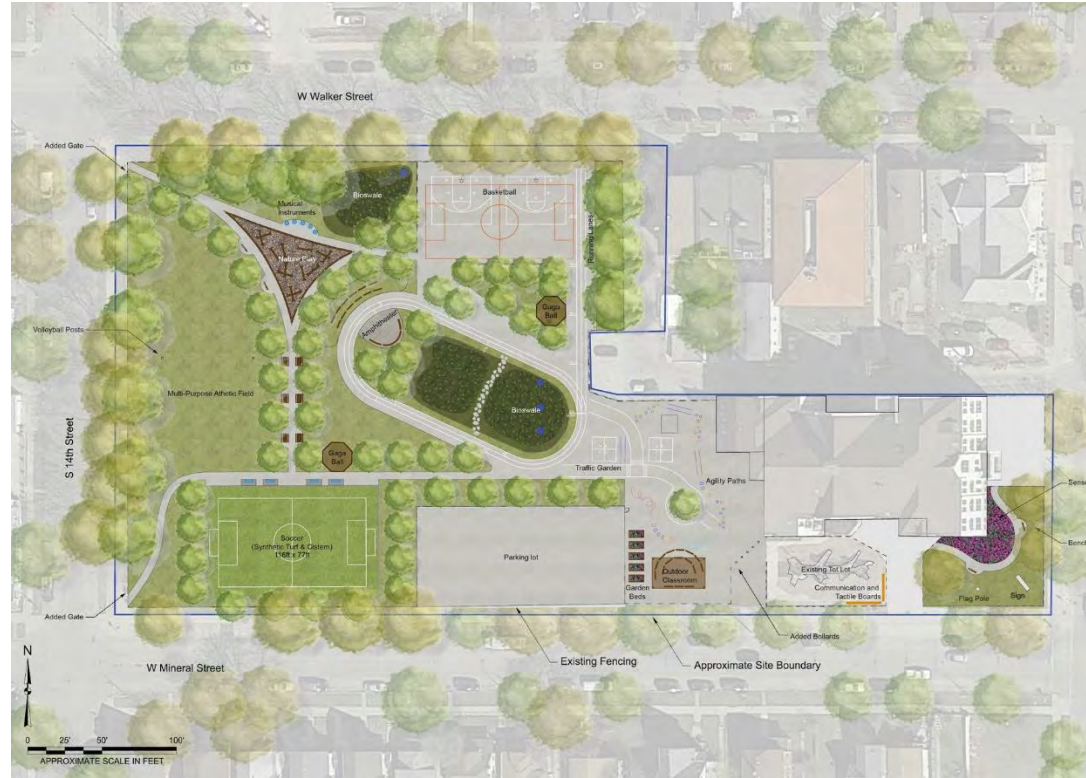 W Walker Street
Added Gate
Bioswale
Basketball
Musical
Instruments
Running Lanes
Nature Play
Gaga
Ball
Amphitheater
Volleyball Posts
Multi-Purpose Athletic Field
Bioswale
S 14th Street
Gaga
Ball
Traffic Garden
Agility Paths
Soccer
(Synthetic Turf & Cistern)
116ft x 77ft
Parking lot
Outdoor
Classroom
Garden
Beds
Existing Tot Lot
Communication and
Tactile Boards
Flag Pole
Sign
Added Gate
Added Bollards
Existing Fencing
Approximate Site Boundary
W Mineral Street
N
0 25' 50' 100'
APPROXIMATE SCALE IN FEET